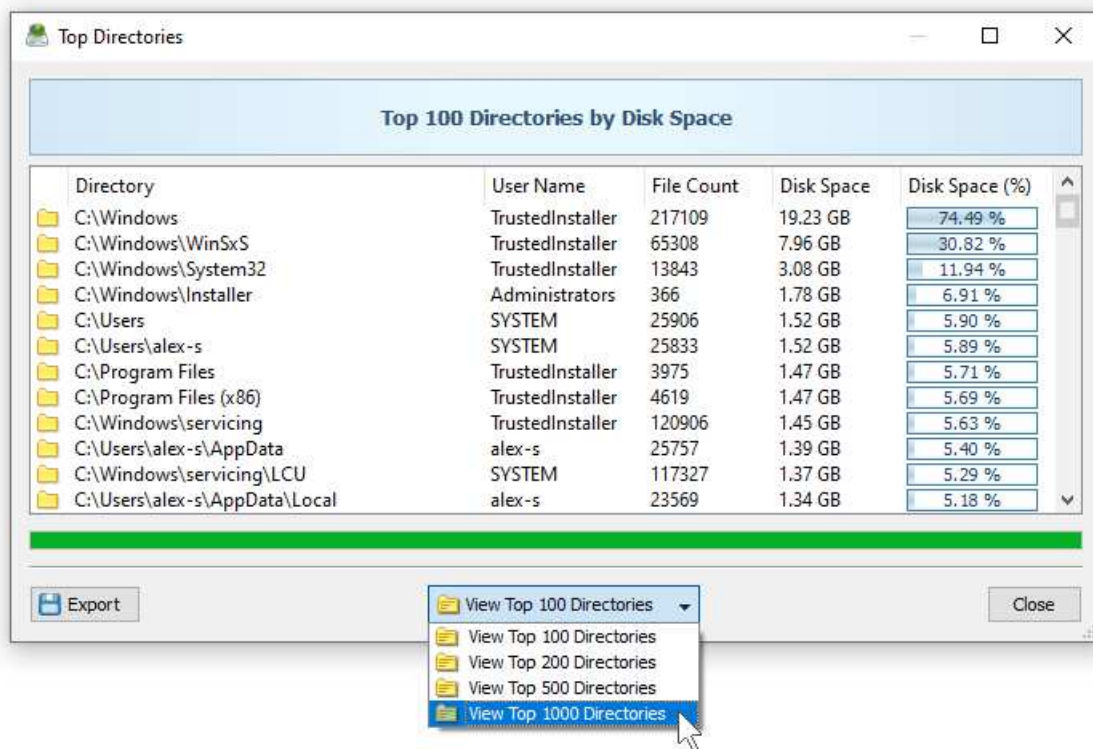 Top Directories
Top 100 Directories by Disk Space
Directory User Name File Count Disk Space Disk Space (%)
C:\Windows TrustedInstaller 217109 19.23 GB 74.49 %
C:\Windows\WinSxS TrustedInstaller 65308 7.96 GB 30.82 %
C:\Windows\System32 TrustedInstaller 13843 3.08 GB 11.94 %
C:\Windows\Installer Administrators 366 1.78 GB 6.91 %
C:\Users SYSTEM 25906 1.52 GB 5.90 %
C:\Users\alex-s SYSTEM 25833 1.52 GB 5.89 %
C:\Program Files TrustedInstaller 3975 1.47 GB 5.71 %
C:\Program Files (x86) TrustedInstaller 4619 1.47 GB 5.69 %
C:\Windows\servicing TrustedInstaller 120906 1.45 GB 5.63 %
C:\Users\alex-s\AppData alex-s 25757 1.39 GB 5.40 %
C:\Windows\servicing\LCU SYSTEM 117327 1.37 GB 5.29 %
C:\Users\alex-s\AppData\Local alex-s 23569 1.34 GB 5.18 %
Export View Top 100 Directories Close
View Top 100 Directories
View Top 200 Directories
View Top 500 Directories
View Top 1000 Directories